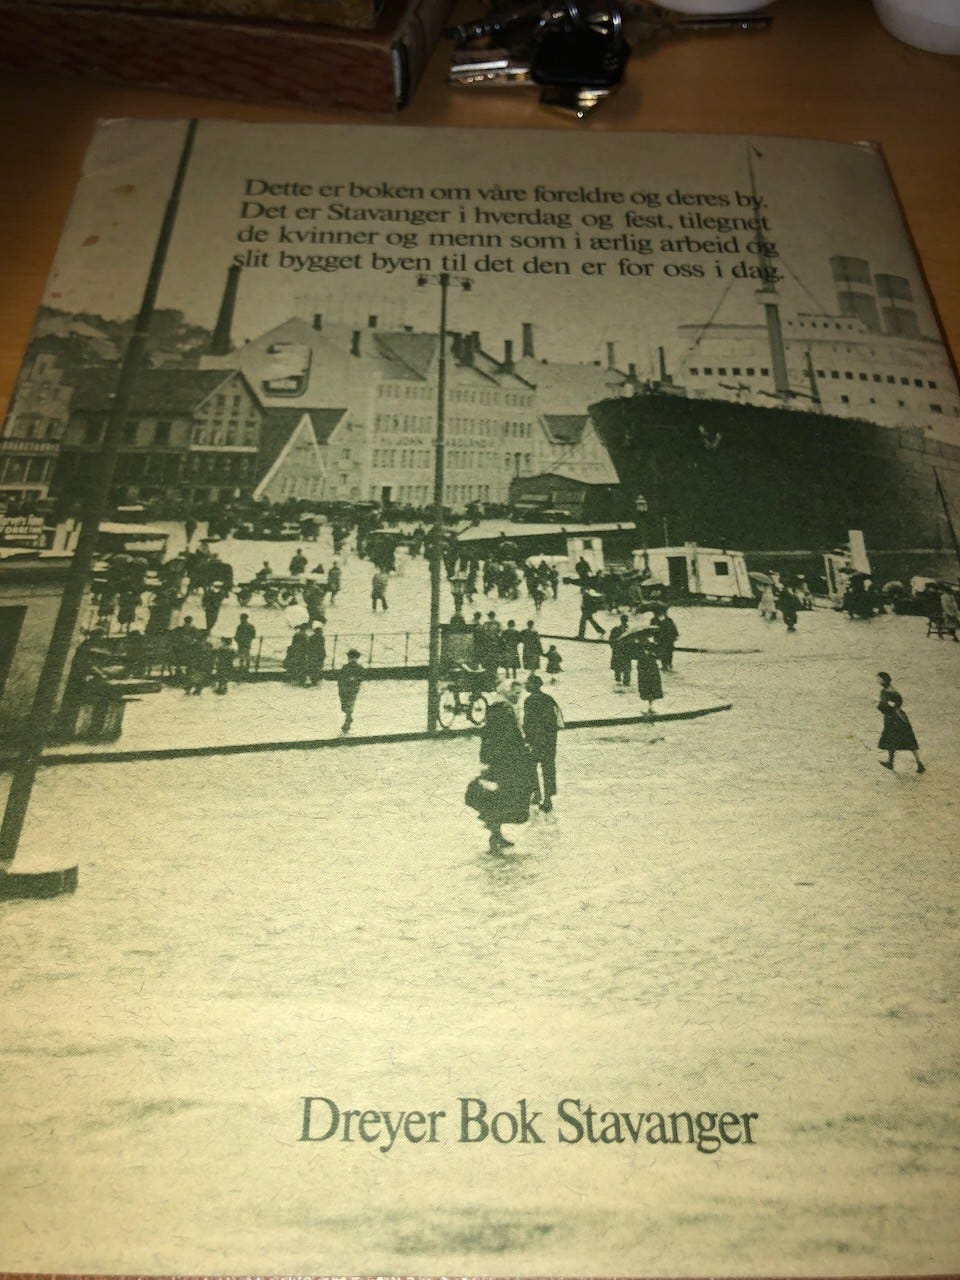 Dette er boken om våre foreldre og deres by.
Det er Stavanger i hverdag og fest, tilegnet
de kvinner og menn som i ærlig arbeid og
slit bygget byen til det den er for oss i dag.
JOHN
Dreyer Bok Stavanger